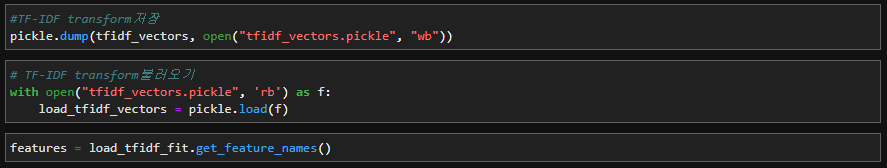 #TF-IDF transform저장
pickle.dump(tfidf_vectors, open("tfidf_vectors.pickle", "wb"))
# TF-IDF transform불러오기
with open("tfidf_vectors.pickle", 'rb') as f:
    load_tfidf_vectors = pickle.load(f)
features = load_tfidf_fit.get_feature_names()